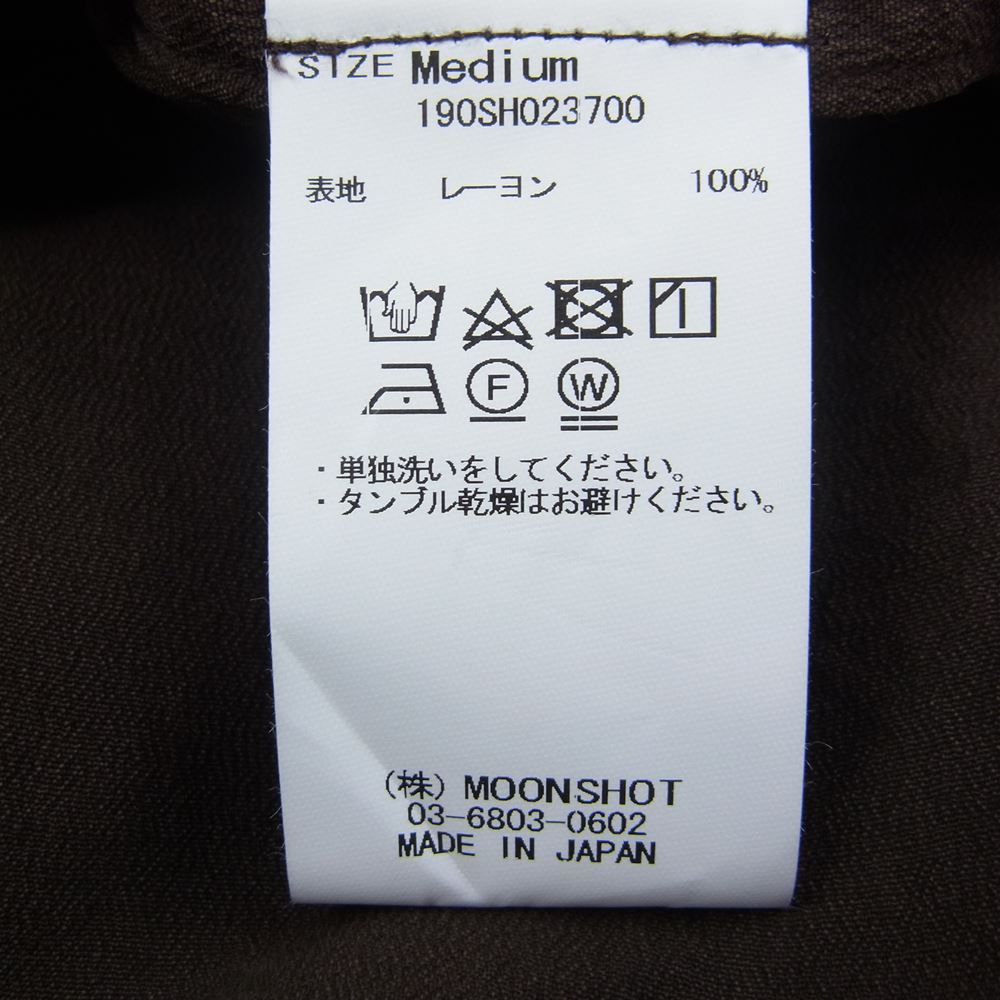 SIZE Medium
190SH023700
表地 レーヨン 100%
F W
・単独洗いをしてください。
・タンブル乾燥はお避けください。
(株) MOONSHOT
03-6803-0602
MADE IN JAPAN